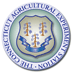 THE CONNECTICUT AGRICULTURAL EXPERIMENT STATION